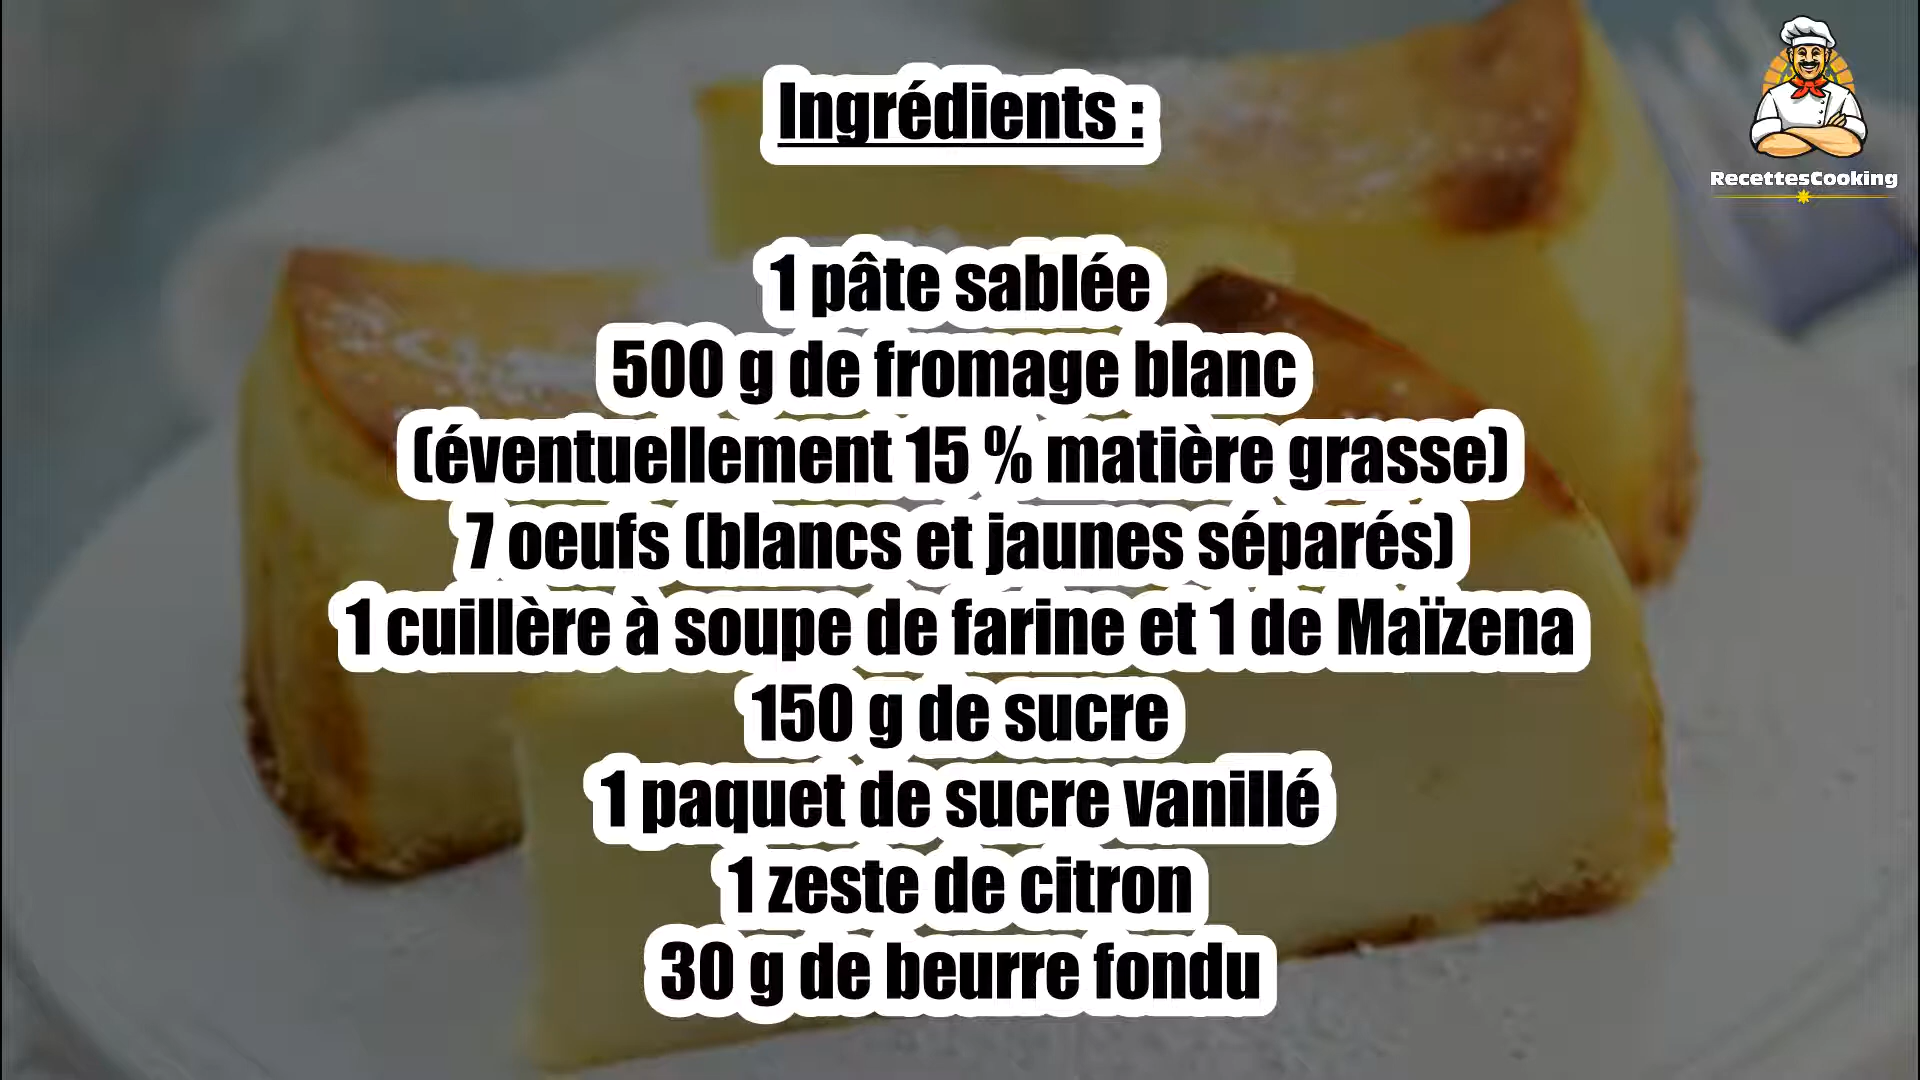 RecettesCooking
Ingrédients :
1 pâte sablée
500 g de fromage blanc
(éventuellement 15 % matière grasse)
7 oeufs (blancs et jaunes séparés)
1 cuillère à soupe de farine et 1 de Maïzena
150 g de sucre
1 paquet de sucre vanillé
1 zeste de citron
30 g de beurre fondu